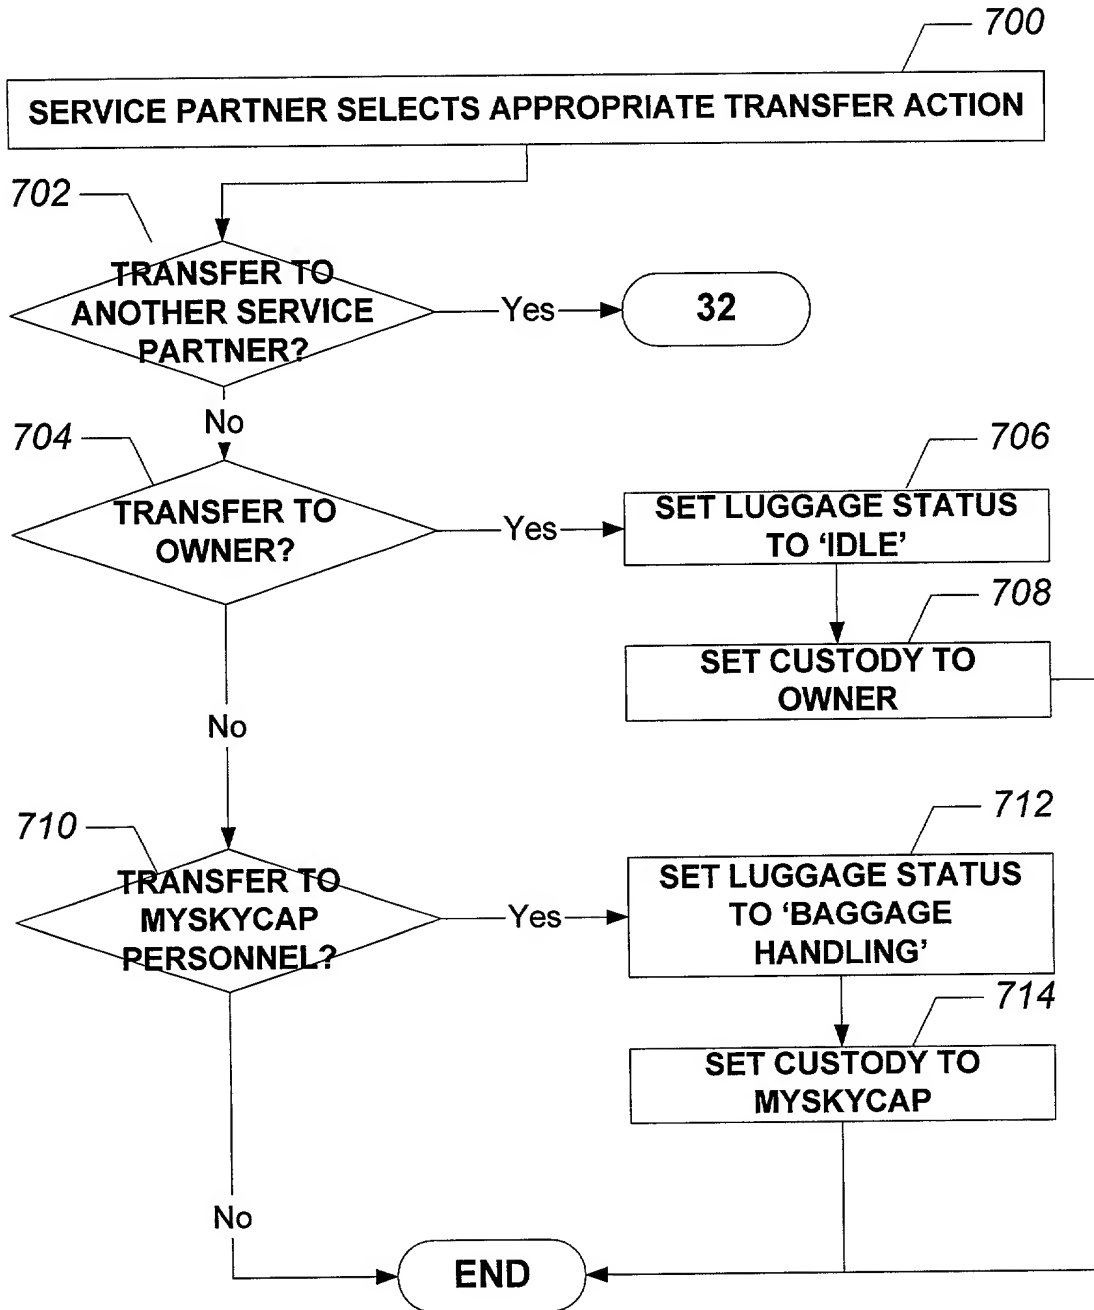 700
SERVICE PARTNER SELECTS APPROPRIATE TRANSFER ACTION
702
TRANSFER TO
ANOTHER SERVICE
PARTNER?
Yes
32
No
704
TRANSFER TO
OWNER?
Yes
706
SET LUGGAGE STATUS
TO ‘IDLE’
708
SET CUSTODY TO
OWNER
No
710
TRANSFER TO
MYSKYCAP
PERSONNEL?
Yes
712
SET LUGGAGE STATUS
TO ‘BAGGAGE
HANDLING’
714
SET CUSTODY TO
MYSKYCAP
No
END